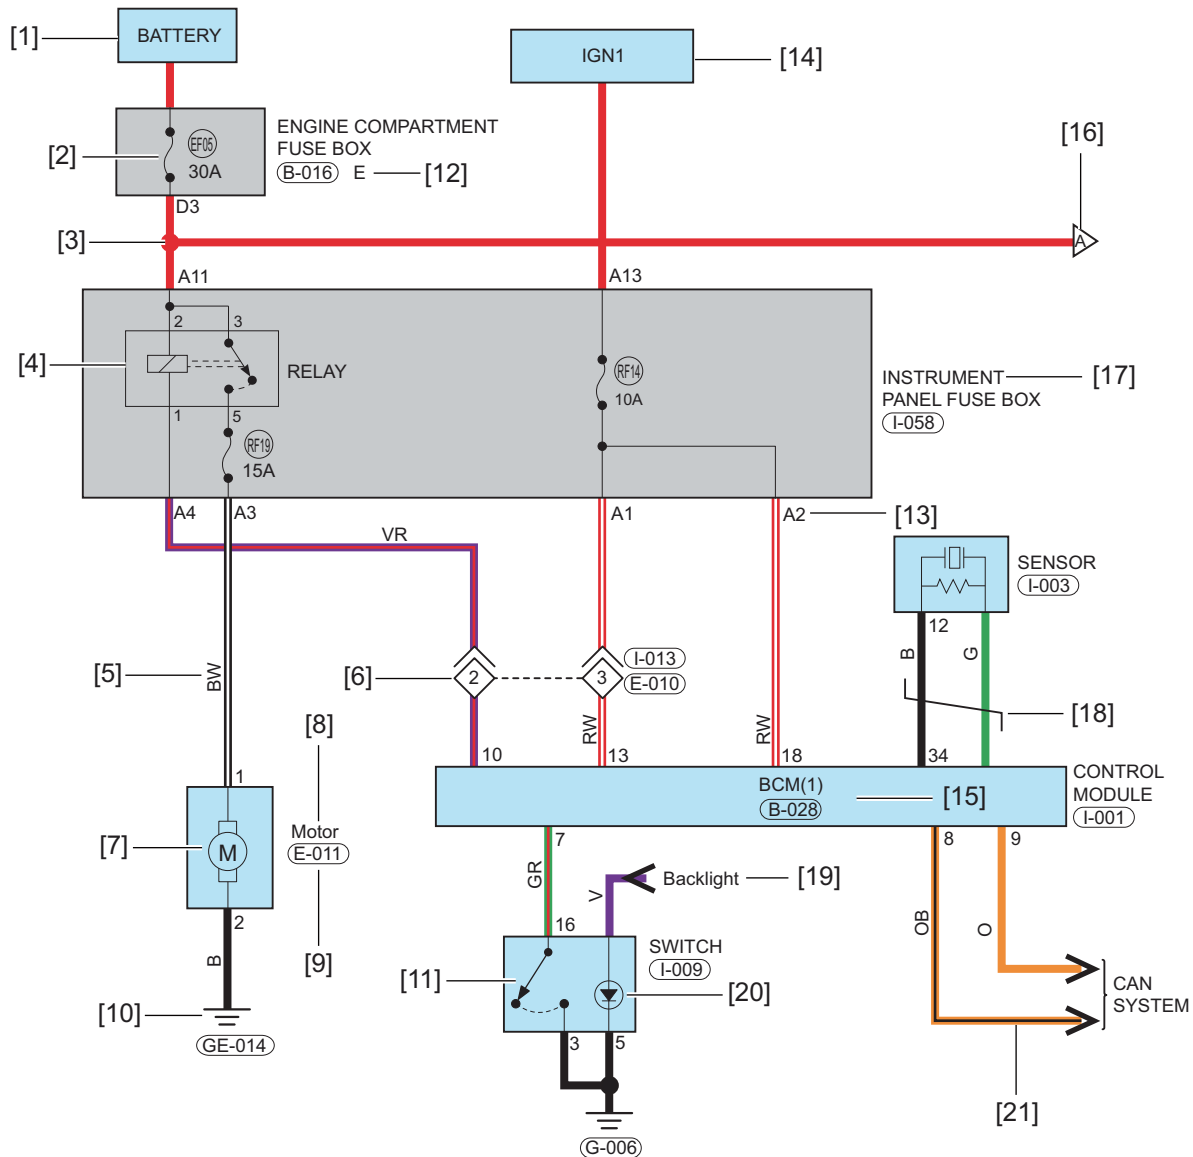 [1]
BATTERY
IGN1
[14]
[2]
EF05
30A
ENGINE COMPARTMENT
FUSE BOX
B-016 E
[12]
[16]
D3
[3]
A
A11
A13
2
3
[4]
RELAY
1
5
RF19
15A
RF14
10A
INSTRUMENT
PANEL FUSE BOX
I-058
[17]
A4
A3
A1
A2
[13]
VR
SENSOR
I-003
12
B
G
[5]
BW
[6]
2
3
I-013
E-010
[18]
[8]
RW
RW
1
10
13
18
34
BCM(1)
B-028
[15]
CONTROL
MODULE
I-001
[7]
M
Motor
E-011
7
8
9
GR
V
Backlight
[19]
2
B
[9]
16
OB
O
SWITCH
I-009
[11]
[20]
[10]
GE-014
3
5
CAN
SYSTEM
[21]
G-006